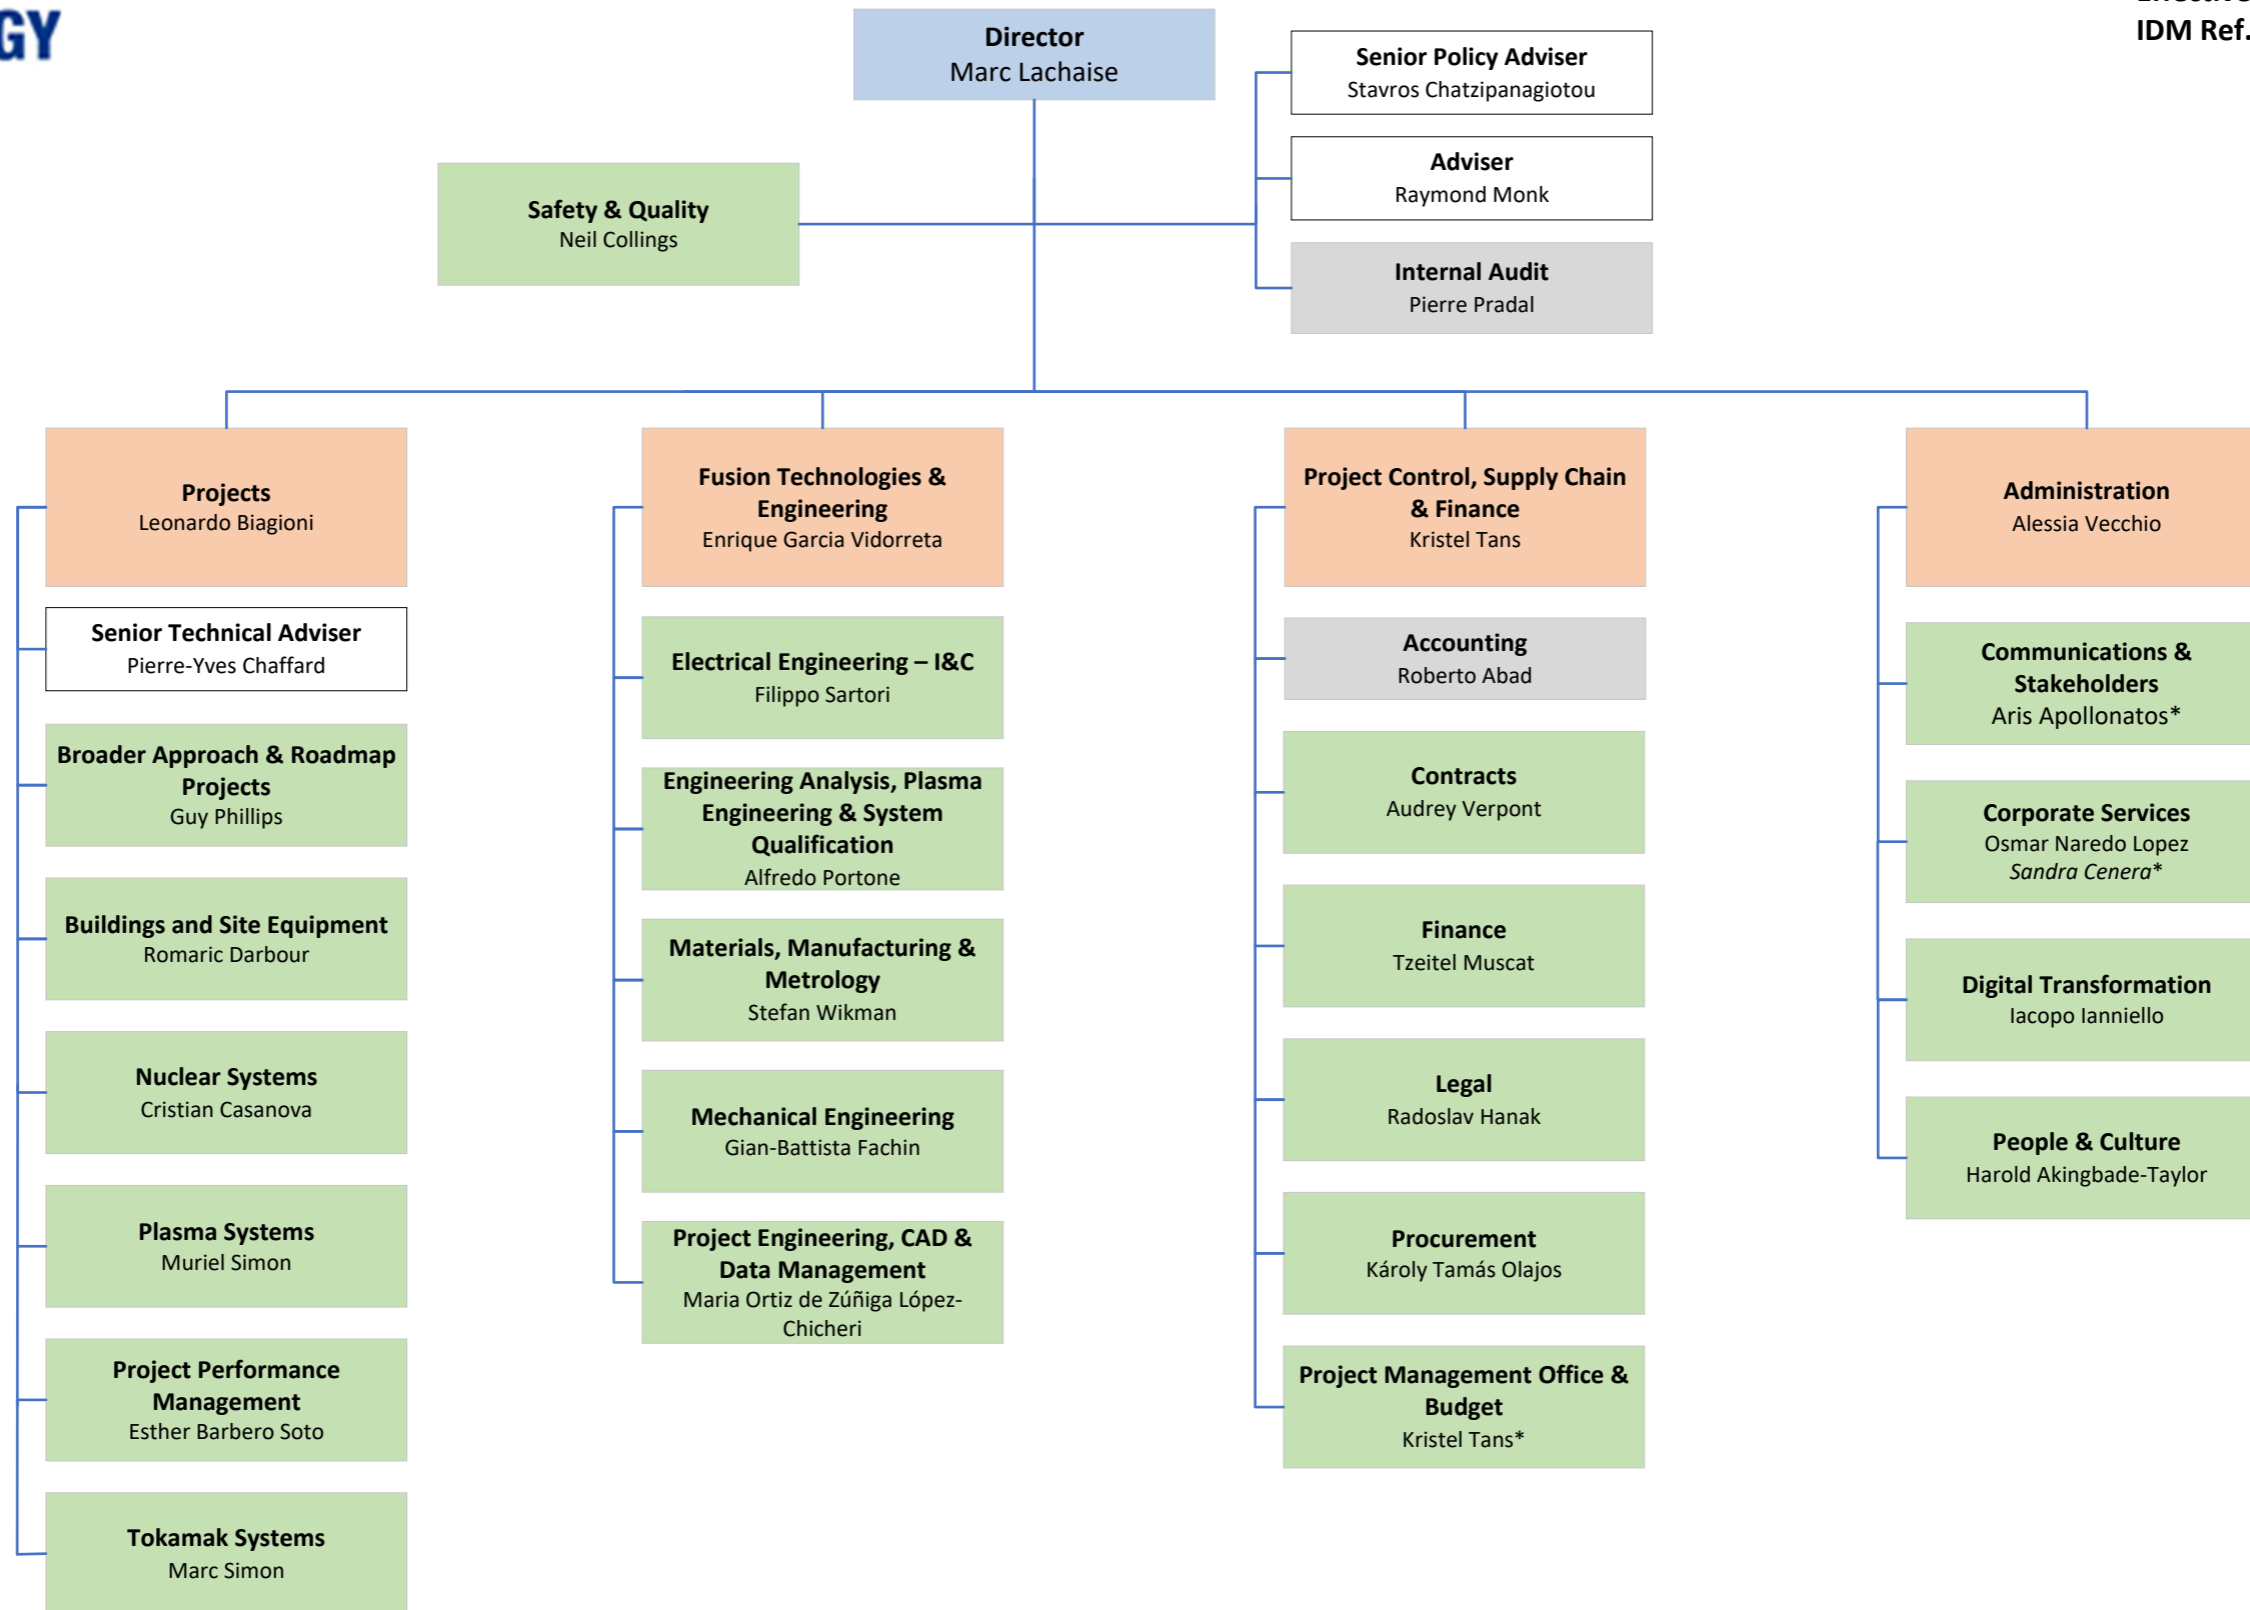 GY
IDM Ref.
Director
Marc Lachaise
Senior Policy Adviser
Stavros Chatzipanagiotou
Adviser
Raymond Monk
Safety & Quality
Neil Collings
Internal Audit
Pierre Pradal
Projects
Leonardo Biagioni
Senior Technical Adviser
Pierre-Yves Chaffard
Broader Approach & Roadmap
Projects
Guy Phillips
Buildings and Site Equipment
Romaric Darbour
Nuclear Systems
Cristian Casanova
Plasma Systems
Muriel Simon
Project Performance
Management
Esther Barbero Soto
Tokamak Systems
Marc Simon
Fusion Technologies &
Engineering
Enrique Garcia Vidorreta
Electrical Engineering – I&C
Filippo Sartori
Engineering Analysis, Plasma
Engineering & System
Qualification
Alfredo Portone
Materials, Manufacturing &
Metrology
Stefan Wikman
Mechanical Engineering
Gian-Battista Fachin
Project Engineering, CAD &
Data Management
Maria Ortiz de Zúñiga López-
Chicheri
Project Control, Supply Chain
& Finance
Kristel Tans
Accounting
Roberto Abad
Contracts
Audrey Verpont
Finance
Tzeitel Muscat
Legal
Radoslav Hanak
Procurement
Károly Tamás Olajos
Project Management Office &
Budget
Kristel Tans*
Administration
Alessia Vecchio
Communications &
Stakeholders
Aris Apollonatos*
Corporate Services
Osmar Naredo Lopez
Sandra Cenera*
Digital Transformation
Iacopo Ianniello
People & Culture
Harold Akingbade-Taylor